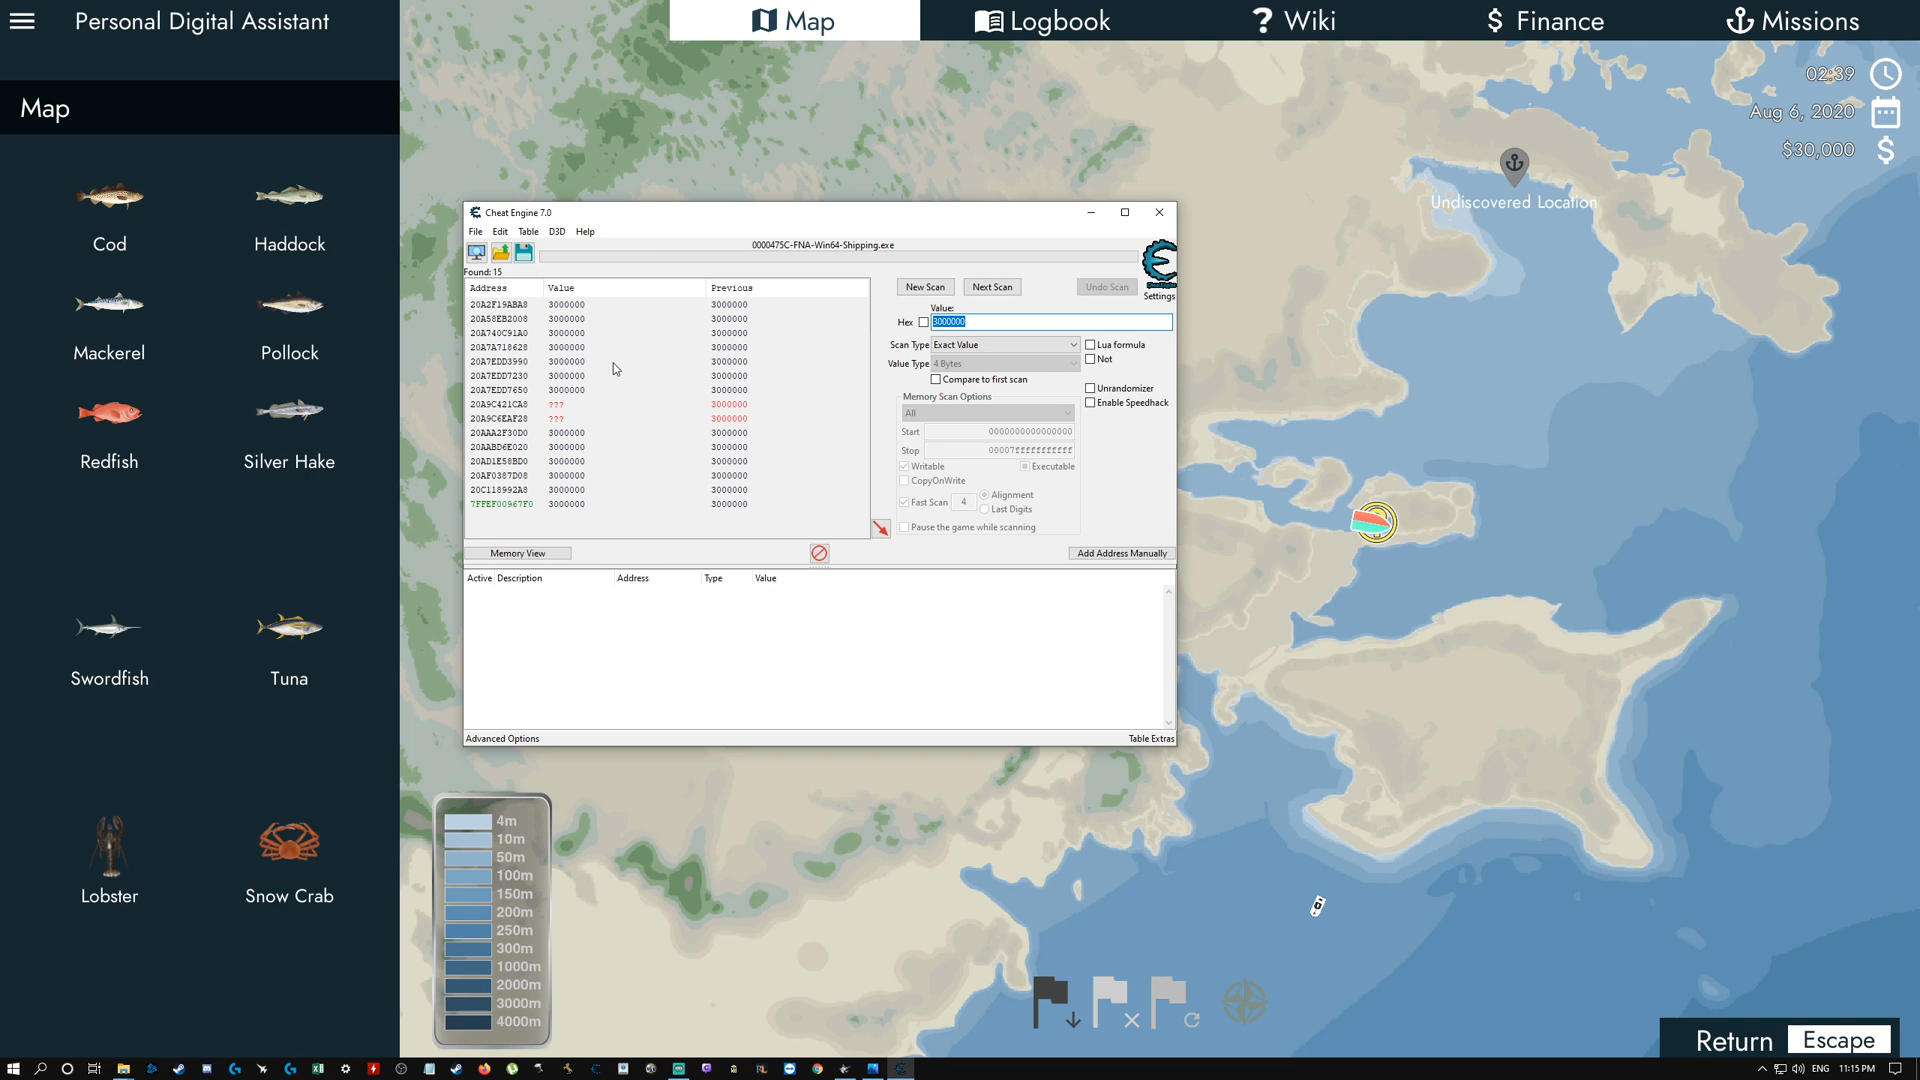 Personal Digital Assistant
Map
Logbook
? Wiki
$ Finance
Missions
Map
02:39
Aug 6, 2020
$30,000 $
Undiscovered Location
Cod
Haddock
Mackerel
Pollock
Redfish
Silver Hake
Swordfish
Tuna
Lobster
Snow Crab
Cheat Engine 7.0
File Edit Table D3D Help
0000475C-FNA-Win64-Shipping.exe
Found: 15
Address Value Previous
20A2F19ABA8 3000000 3000000
20A58EB2008 3000000 3000000
20A740C91A0 3000000 3000000
20A7A718628 3000000 3000000
20A7EDD3990 3000000 3000000
20A7EDD7230 3000000 3000000
20A7EDD7650 3000000 3000000
20A9C421CA8 ??? 3000000
20A9C6EAF28 ??? 3000000
20AAA2F30D0 3000000 3000000
20AABD6E020 3000000 3000000
20AD1E58BD0 3000000 3000000
20AF0387D08 3000000 3000000
20C118992A8 3000000 3000000
7FFEF00967F0 3000000 3000000
New Scan Next Scan Undo Scan
Settings
Value:
Hex 3000000
Scan Type Exact Value Lua formula
Value Type 4 Bytes Not
Compare to first scan
Unrandomizer
Enable Speedhack
Memory Scan Options
All
Start 0000000000000000
Stop 00007fffffffffff
Writable Executable
CopyOnWrite
Fast Scan 4 Alignment
Last Digits
Pause the game while scanning
Memory View
Add Address Manually
Active Description Address Type Value
Advanced Options
Table Extras
4m
10m
50m
100m
150m
200m
250m
300m
1000m
2000m
3000m
4000m
Return Escape
ENG 11:15 PM